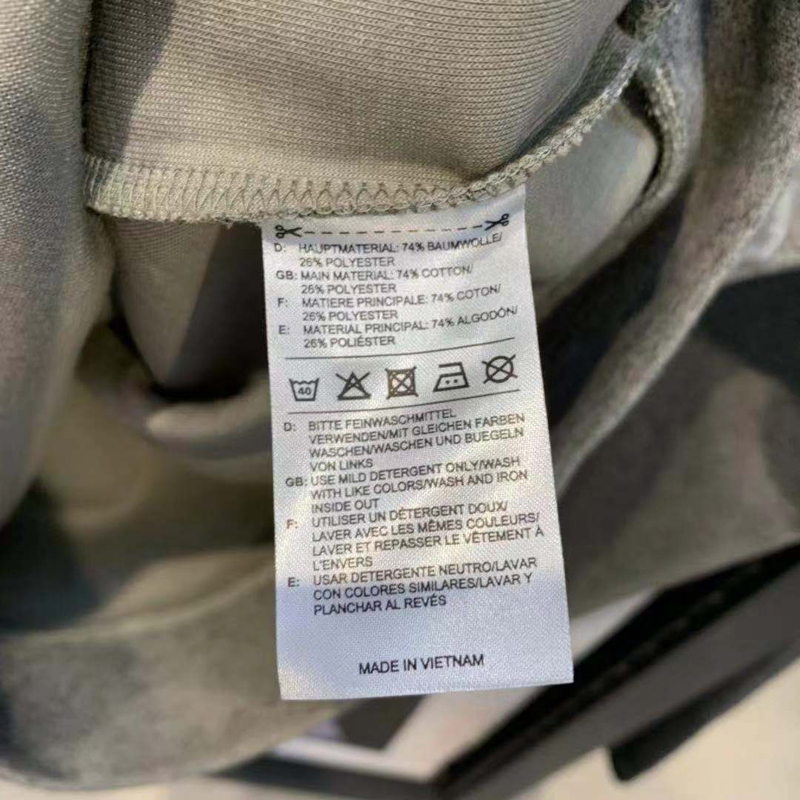 D: HAUPTMATERIAL: 74% BAUMWOLLE/
26% POLYESTER
GB: MAIN MATERIAL: 74% COTTON/
26% POLYESTER
F: MATIERE PRINCIPALE: 74% COTON/
26% POLYESTER
E: MATERIAL PRINCIPAL: 74% ALGODÓN/
26% POLIÉSTER
40
D: BITTE FEINWASCHMITTEL
VERWENDEN/MIT GLEICHEN FARBEN
WASCHEN/WASCHEN UND BUEGELN
VON LINKS
GB: USE MILD DETERGENT ONLY/WASH
WITH LIKE COLORS/WASH AND IRON
INSIDE OUT
F: UTILISER UN DÉTERGENT DOUX/
LAVER AVEC LES MÊMES COULEURS/
LAVER ET REPASSER LE VÊTEMENT À
L'ENVERS
E: USAR DETERGENTE NEUTRO/LAVAR
CON COLORES SIMILARES/LAVAR Y
PLANCHAR AL REVÉS
MADE IN VIETNAM